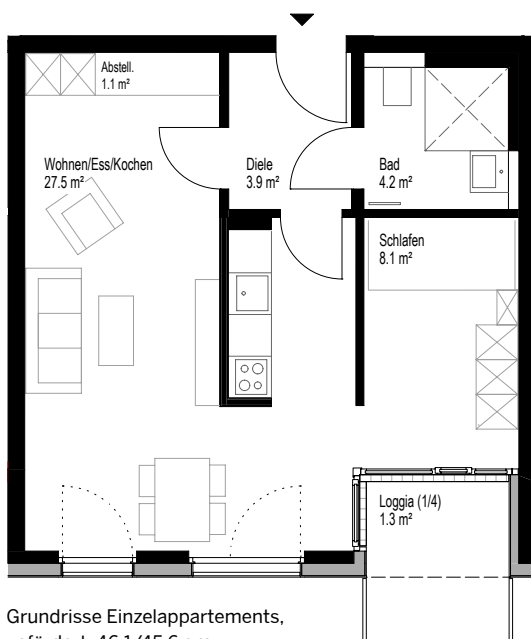 Abstell.
1.1 m²
Wohnen/Ess/Kochen
27.5 m²
Diele
3.9 m²
Bad
4.2 m²
Schlafen
8.1 m²
Loggia (1/4)
1.3 m²
Grundrisse Einzelappartements,